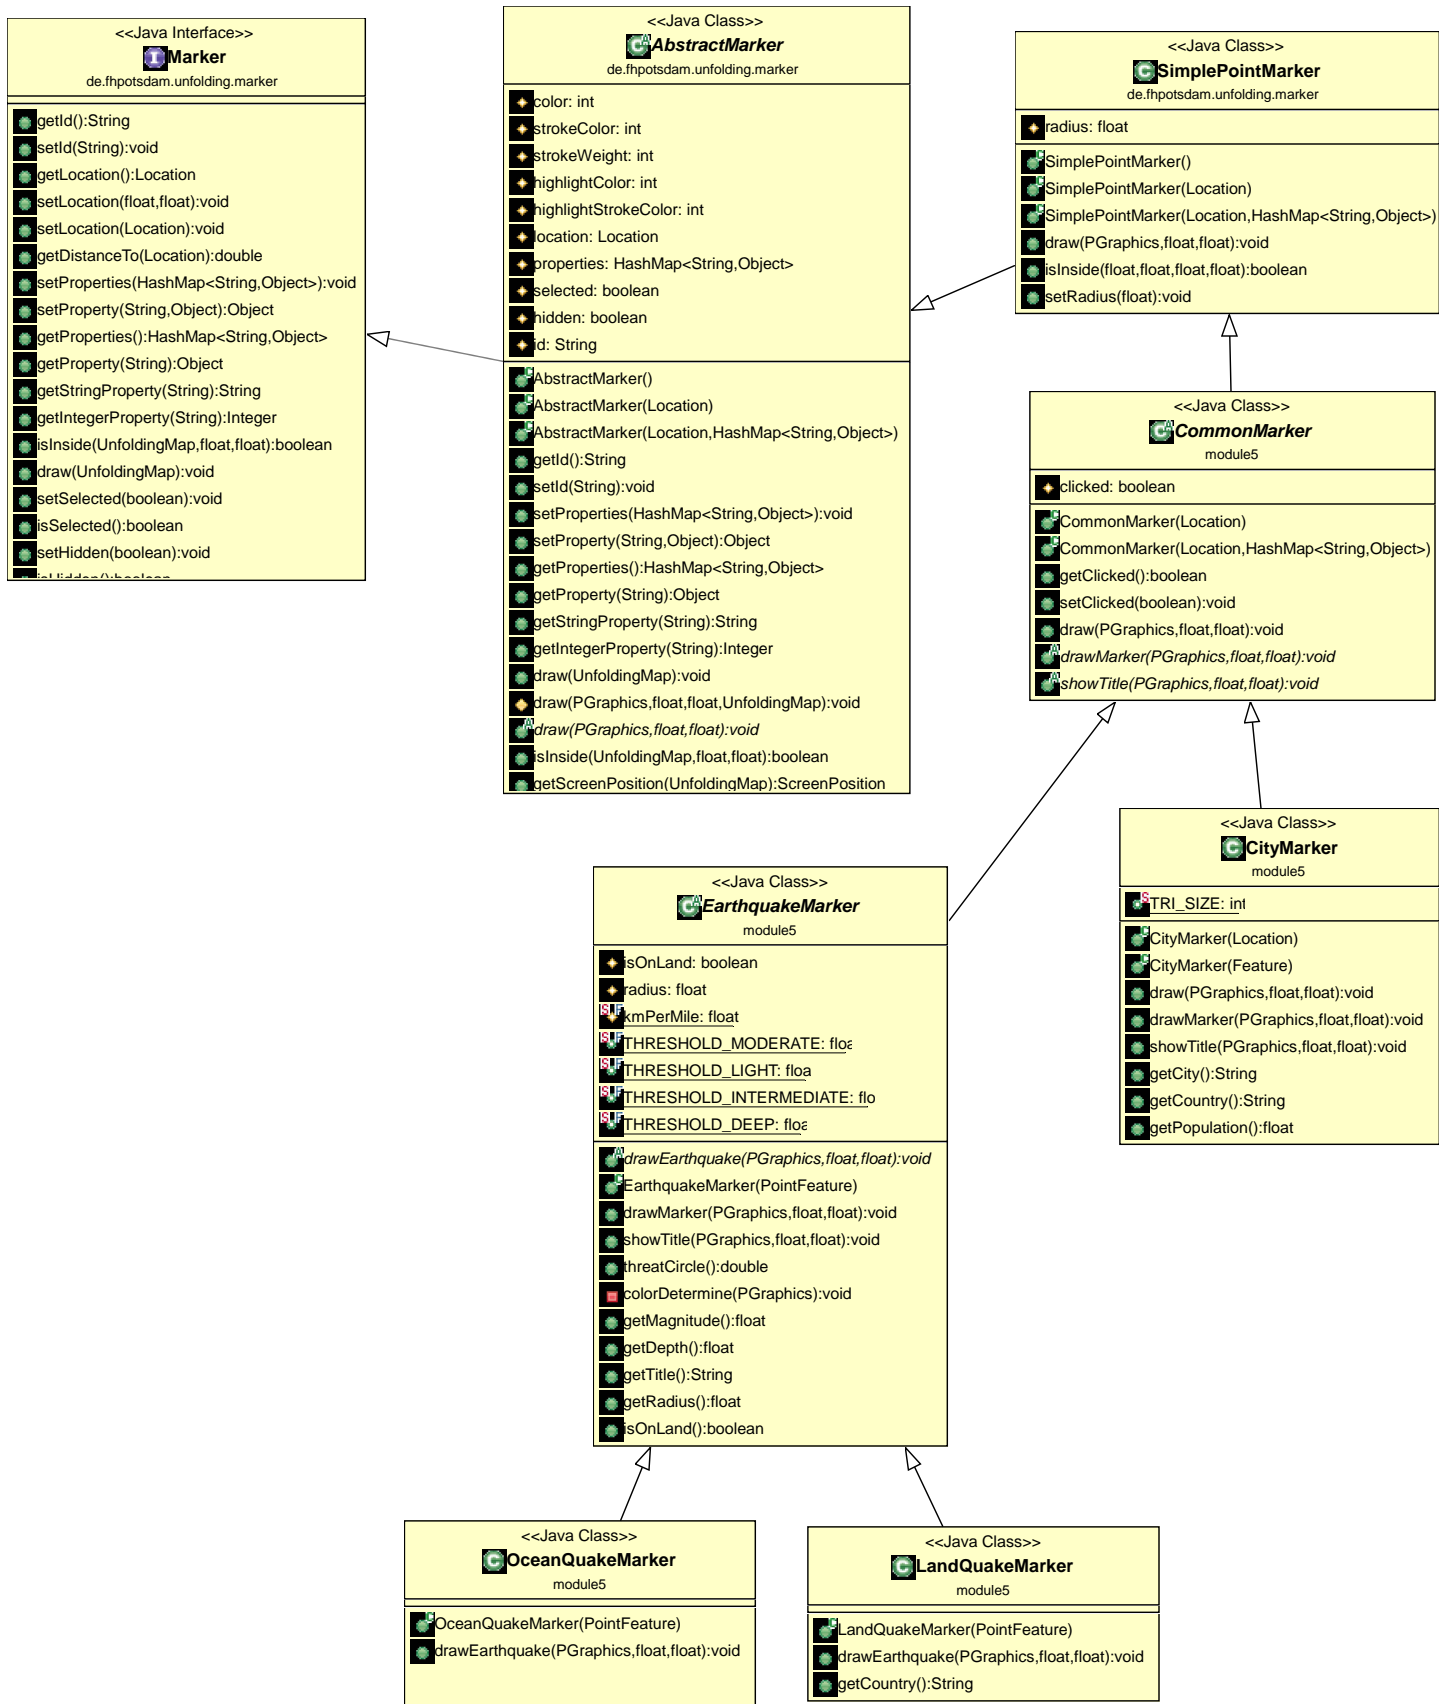 <<Java Interface>>
Marker
de.fhpotsdam.unfolding.marker
getId():String
setId(String):void
getLocation():Location
setLocation(float,float):void
setLocation(Location):void
getDistanceTo(Location):double
setProperties(HashMap<String,Object>):void
setProperty(String,Object):Object
getProperties():HashMap<String,Object>
getProperty(String):Object
getStringProperty(String):String
getIntegerProperty(String):Integer
isInside(UnfoldingMap,float,float):boolean
draw(UnfoldingMap):void
setSelected(boolean):void
isSelected():boolean
setHidden(boolean):void
isHidden():boolean
<<Java Class>>
AbstractMarker
de.fhpotsdam.unfolding.marker
color: int
strokeColor: int
strokeWeight: int
highlightColor: int
highlightStrokeColor: int
location: Location
properties: HashMap<String,Object>
selected: boolean
hidden: boolean
id: String
AbstractMarker()
AbstractMarker(Location)
AbstractMarker(Location,HashMap<String,Object>)
getId():String
setId(String):void
setProperties(HashMap<String,Object>):void
setProperty(String,Object):Object
getProperties():HashMap<String,Object>
getProperty(String):Object
getStringProperty(String):String
getIntegerProperty(String):Integer
draw(UnfoldingMap):void
draw(PGraphics,float,float,UnfoldingMap):void
draw(PGraphics,float,float):void
isInside(UnfoldingMap,float,float):boolean
getScreenPosition(UnfoldingMap):ScreenPosition
<<Java Class>>
SimplePointMarker
de.fhpotsdam.unfolding.marker
radius: float
SimplePointMarker()
SimplePointMarker(Location)
SimplePointMarker(Location,HashMap<String,Object>)
draw(PGraphics,float,float):void
isInside(float,float,float,float):boolean
setRadius(float):void
<<Java Class>>
CommonMarker
module5
clicked: boolean
CommonMarker(Location)
CommonMarker(Location,HashMap<String,Object>)
getClicked():boolean
setClicked(boolean):void
draw(PGraphics,float,float):void
drawMarker(PGraphics,float,float):void
showTitle(PGraphics,float,float):void
<<Java Class>>
CityMarker
module5
TRI_SIZE: int
CityMarker(Location)
CityMarker(Feature)
draw(PGraphics,float,float):void
drawMarker(PGraphics,float,float):void
showTitle(PGraphics,float,float):void
getCity():String
getCountry():String
getPopulation():float
<<Java Class>>
EarthquakeMarker
module5
isOnLand: boolean
radius: float
kmPerMile: float
THRESHOLD_MODERATE: floa
THRESHOLD_LIGHT: floa
THRESHOLD_INTERMEDIATE: flo
THRESHOLD_DEEP: floa
drawEarthquake(PGraphics,float,float):void
EarthquakeMarker(PointFeature)
drawMarker(PGraphics,float,float):void
showTitle(PGraphics,float,float):void
threatCircle():double
colorDetermine(PGraphics):void
getMagnitude():float
getDepth():float
getTitle():String
getRadius():float
isOnLand():boolean
<<Java Class>>
OceanQuakeMarker
module5
OceanQuakeMarker(PointFeature)
drawEarthquake(PGraphics,float,float):void
<<Java Class>>
LandQuakeMarker
module5
LandQuakeMarker(PointFeature)
drawEarthquake(PGraphics,float,float):void
getCountry():String